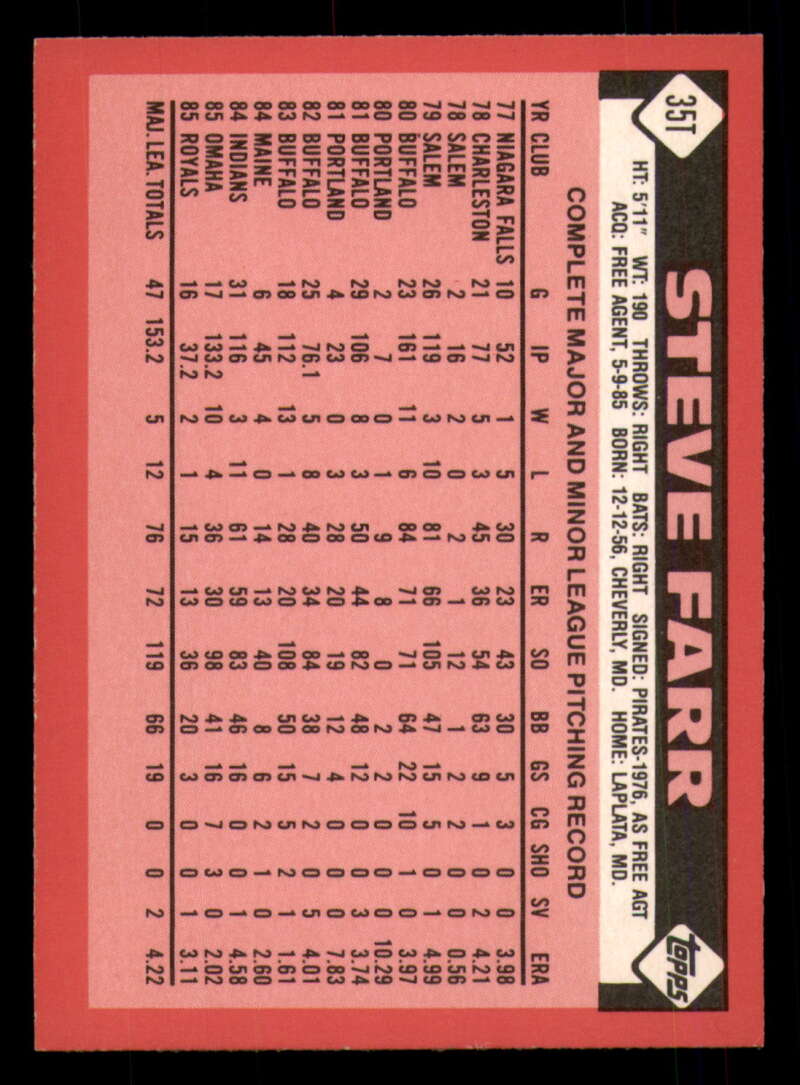 35T
STEVE FARR
topps
HT: 5'11" WT: 190 THROWS: RIGHT BATS: RIGHT SIGNED: PIRATES-1976, AS FREE AGT
ACQ: FREE AGENT, 5-9-85 BORN: 12-12-56, CHEVERLY, MD. HOME: LAPLATA, MD.
COMPLETE MAJOR AND MINOR LEAGUE PITCHING RECORD
YR CLUB G IP W L R ER SO BB GS CG SHO SV ERA
77 NIAGARA FALLS 10 52 1 5 30 23 43 30 5 3 0 0 3.98
78 CHARLESTON 21 77 5 3 45 36 54 63 9 1 0 2 4.21
78 SALEM 2 16 2 0 2 1 12 1 2 2 0 0 0.56
79 SALEM 26 119 3 10 81 66 105 47 15 5 0 1 4.99
80 BUFFALO 23 161 11 6 84 71 71 64 22 10 1 0 3.97
80 PORTLAND 2 7 0 1 9 8 0 2 2 0 0 0 10.29
81 BUFFALO 29 106 8 3 50 44 82 48 12 0 0 3 3.74
81 PORTLAND 4 23 0 3 28 20 19 12 4 0 0 0 7.83
82 BUFFALO 25 76.1 5 8 40 34 84 38 7 2 0 5 4.01
83 BUFFALO 18 112 13 1 28 20 108 50 15 5 2 1 1.61
84 MAINE 6 45 4 0 14 13 40 8 6 2 1 0 2.60
84 INDIANS 31 116 3 11 61 59 83 46 16 0 0 1 4.58
85 OMAHA 17 133.2 10 4 36 30 98 41 16 7 3 0 2.02
85 ROYALS 16 37.2 2 1 15 13 36 20 3 0 0 1 3.11
MAJ. LEA. TOTALS 47 153.2 5 12 76 72 119 66 19 0 0 2 4.22